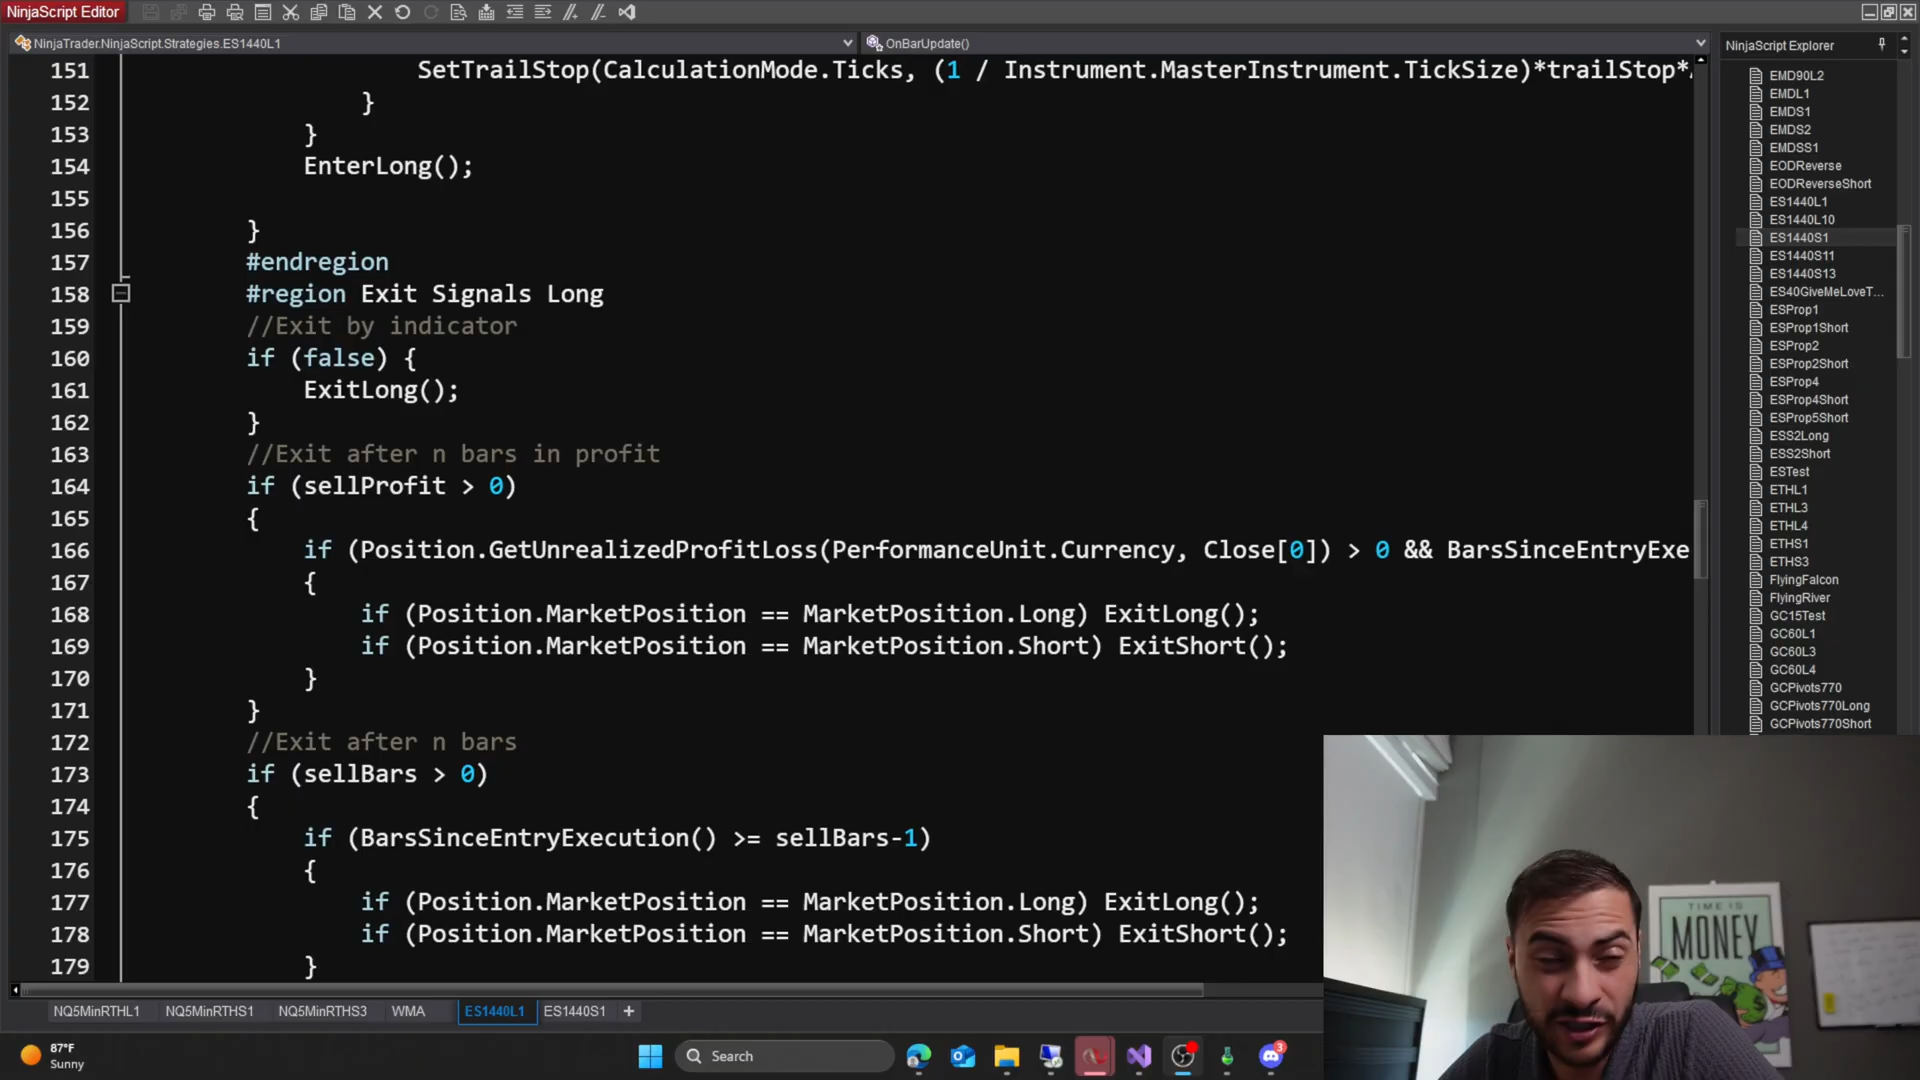 NinjaScript Editor
NinjaTrader.NinjaScript.Strategies.ES1440L1
OnBarUpdate()
NinjaScript Explorer
151 SetTrailStop(CalculationMode.Ticks, (1 / Instrument.MasterInstrument.TickSize)*trailStop*
152 }
153 }
154 EnterLong();
155
156 }
157 #endregion
158 #region Exit Signals Long
159 //Exit by indicator
160 if (false) {
161 ExitLong();
162 }
163 //Exit after n bars in profit
164 if (sellProfit > 0)
165 {
166 if (Position.GetUnrealizedProfitLoss(PerformanceUnit.Currency, Close[0]) > 0 && BarsSinceEntryExe
167 {
168 if (Position.MarketPosition == MarketPosition.Long) ExitLong();
169 if (Position.MarketPosition == MarketPosition.Short) ExitShort();
170 }
171 }
172 //Exit after n bars
173 if (sellBars > 0)
174 {
175 if (BarsSinceEntryExecution() >= sellBars-1)
176 {
177 if (Position.MarketPosition == MarketPosition.Long) ExitLong();
178 if (Position.MarketPosition == MarketPosition.Short) ExitShort();
179 }
EMD90L2
EMDL1
EMDS1
EMDS2
EMDSS1
EODReverse
EODReverseShort
ES1440L1
ES1440L10
ES1440S1
ES1440S11
ES1440S13
ES40GiveMeLoveT...
ESProp1
ESProp1Short
ESProp2
ESProp2Short
ESProp4
ESProp4Short
ESProp5Short
ESS2Long
ESS2Short
ESTest
ETHL1
ETHL3
ETHL4
ETHS1
ETHS3
FlyingFalcon
FlyingRiver
GC15Test
GC60L1
GC60L3
GC60L4
GCPivots770
GCPivots770Long
GCPivots770Short
TIME IS
MONEY
NQ5MinRTHL1
NQ5MinRTHS1
NQ5MinRTHS3
WMA
ES1440L1
ES1440S1
+
87°F
Sunny
Search
3